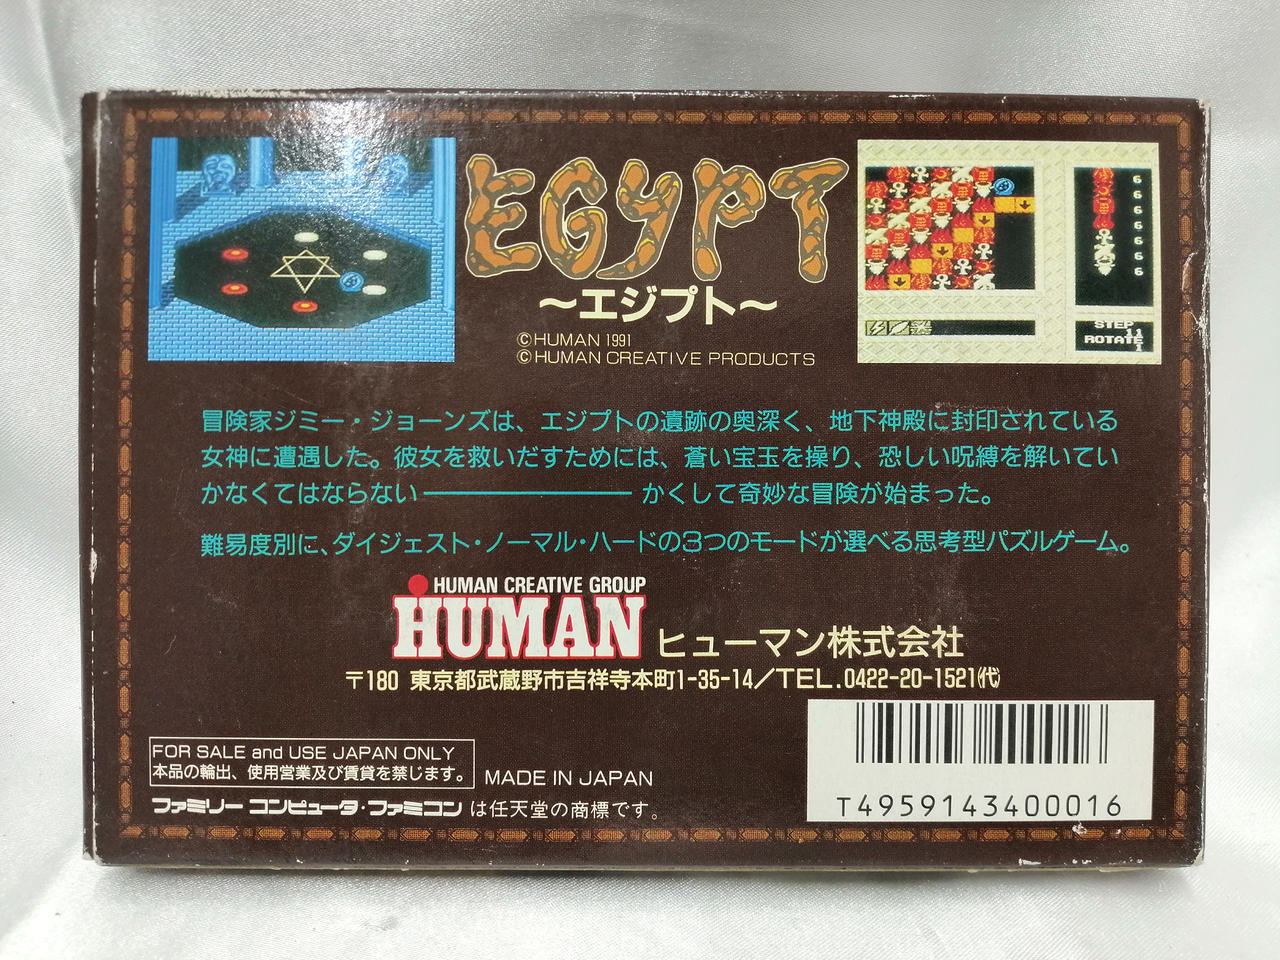 EGYPT
～エジプト～
©HUMAN 1991
©HUMAN CREATIVE PRODUCTS
6
6
6
6
6
6
6
STEP
11
ROTATE
1
冒険家ジミー・ジョーンズは、エジプトの遺跡の奥深く、地下神殿に封印されている
女神に遭遇した。彼女を救いだすためには、蒼い宝玉を操り、恐しい呪縛を解いてい
かなくてはならない――――――かくして奇妙な冒険が始まった。
難易度別に、ダイジェスト・ノーマル・ハードの3つのモードが選べる思考型パズルゲーム。
HUMAN CREATIVE GROUP
HUMAN ヒューマン株式会社
〒180 東京都武蔵野市吉祥寺本町1-35-14／TEL.0422-20-1521㈹
FOR SALE and USE JAPAN ONLY
本品の輸出、使用営業及び賃貸を禁じます。
MADE IN JAPAN
ファミリーコンピュータ・ファミコンは任天堂の商標です。
T4959143400016